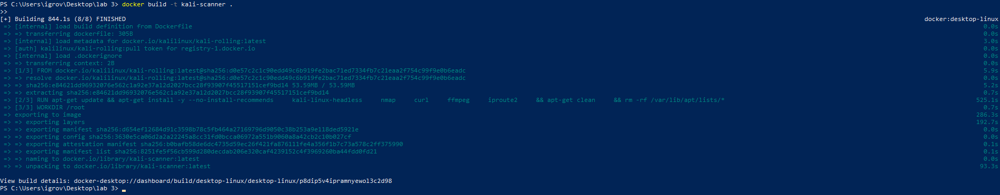 PS C:\Users\igrov\Desktop\lab 3> docker build -t kali-scanner .
>>
[+] Building 844.1s (8/8) FINISHED docker:desktop-linux
=> [internal] load build definition from Dockerfile 0.0s
=> => transferring dockerfile: 305B 0.0s
=> [internal] load metadata for docker.io/kalilinux/kali-rolling:latest 3.0s
=> [auth] kalilinux/kali-rolling:pull token for registry-1.docker.io 0.0s
=> [internal] load .dockerignore 0.0s
=> => transferring context: 2B 0.0s
=> [1/3] FROM docker.io/kalilinux/kali-rolling:latest@sha256:d0e57c2c1c90edd49c6b919fe2bac71ed7334fb7c21eaa2f754c99f9e0b6eadc 5.9s
=> => resolve docker.io/kalilinux/kali-rolling:latest@sha256:d0e57c2c1c90edd49c6b919fe2bac71ed7334fb7c21eaa2f754c99f9e0b6eadc 0.0s
=> => sha256:e84621dd96932076e562c1a92e37a12d2027bcc28f93907f45517151cef9bd14 53.59MB / 53.59MB 5.2s
=> => extracting sha256:e84621dd96932076e562c1a92e37a12d2027bcc28f93907f45517151cef9bd14 0.7s
=> [2/3] RUN apt-get update && apt-get install -y --no-install-recommends     kali-linux-headless     nmap     curl     ffmpeg     iproute2     && apt-get clean     && rm -rf /var/lib/apt/lists/* 525.1s
=> [3/3] WORKDIR /root 0.7s
=> exporting to image 286.3s
=> => exporting layers 192.7s
=> => exporting manifest sha256:d654ef12684d91c3598b78c5fb464a27169796d9050c38b253a9e118ded5921e 0.0s
=> => exporting config sha256:3630e5ca06d2a2a22245a8cc31fd0bcca06972a551b9060a8a42cb2c10b027cf 0.0s
=> => exporting attestation manifest sha256:b0bafb58de6dc4735d59ec26f421fa876111fe4a356f1b7c73a578c2ff375990 0.1s
=> => exporting manifest list sha256:8251fe5f56cb599d280decdab206e320caf4239152c4f3969260ba44fdd0fd21 0.1s
=> => naming to docker.io/library/kali-scanner:latest 0.0s
=> => unpacking to docker.io/library/kali-scanner:latest 93.3s
View build details: docker-desktop://dashboard/build/desktop-linux/desktop-linux/p8dip5v4ipramnyewol3c2d98
PS C:\Users\igrov\Desktop\lab 3>